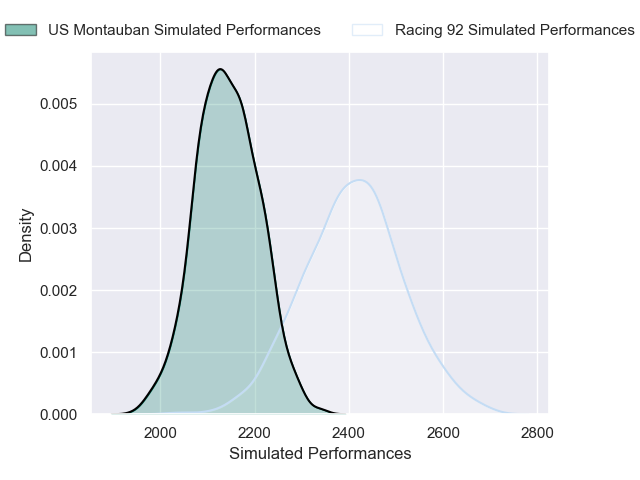 US Montauban Simulated Performances Racing 92 Simulated Performances
0.005
0.004
0.003
0.002
0.001
0.000
Density
2000 2200 2400 2600 2800
Simulated Performances